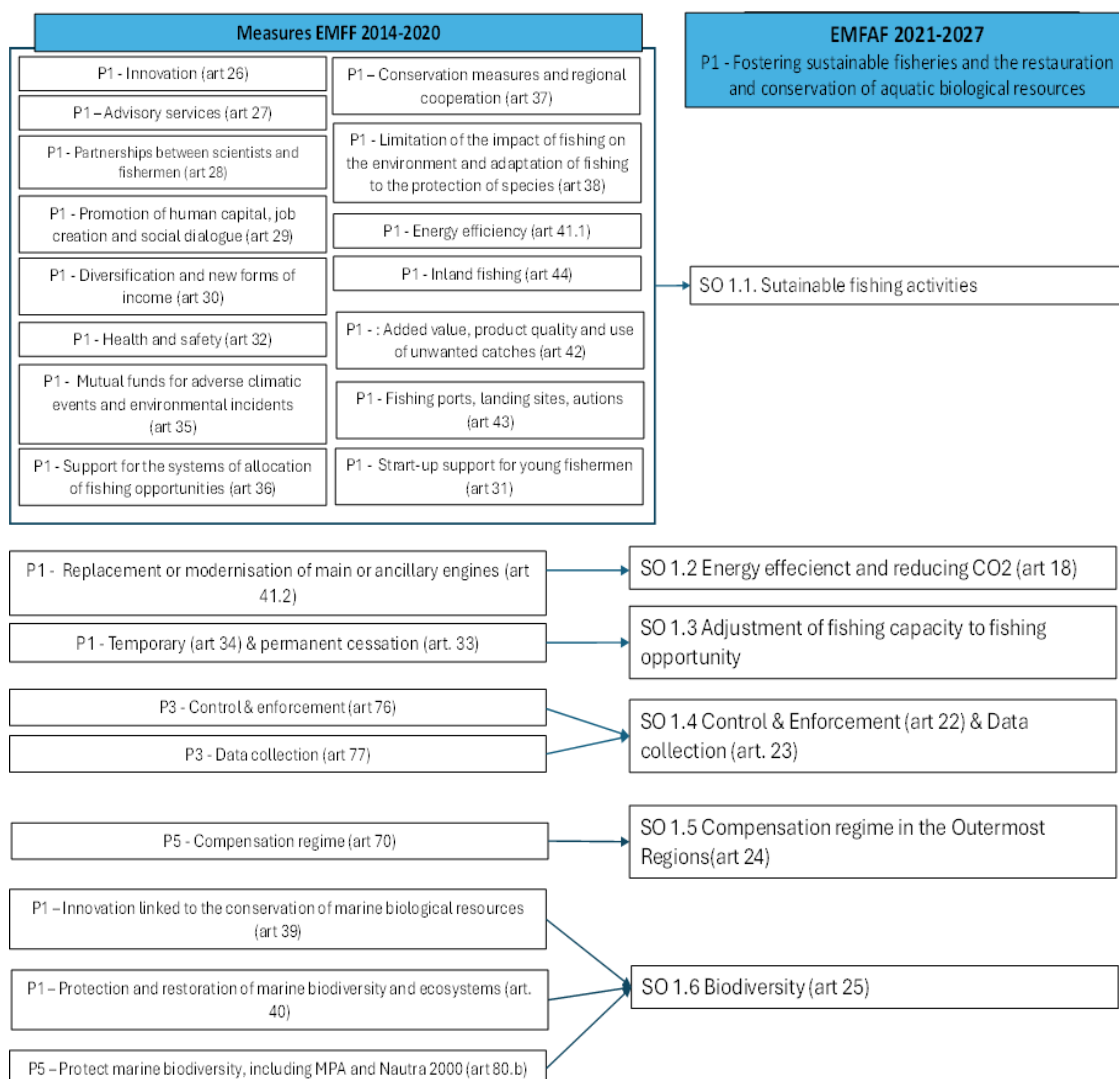 Measures EMFF 2014-2020
P1 - Innovation (art 26)
P1 – Advisory services (art 27)
P1 - Partnerships between scientists and
fishermen (art 28)
P1 - Promotion of human capital, job
creation and social dialogue (art 29)
P1 - Diversification and new forms of
income (art 30)
P1 - Health and safety (art 32)
P1 - Mutual funds for adverse climatic
events and environmental incidents
(art 35)
P1 - Support for the systems of allocation
of fishing opportunities (art 36)
P1 – Conservation measures and regional
cooperation (art 37)
P1 - Limitation of the impact of fishing on
the environment and adaptation of fishing
to the protection of species (art 38)
P1 - Energy efficiency (art 41.1)
P1 - Inland fishing (art 44)
P1 - : Added value, product quality and use
of unwanted catches (art 42)
P1 - Fishing ports, landing sites, autions
(art 43)
P1 - Strart-up support for young fishermen
(art 31)
EMFAF 2021-2027
P1 - Fostering sustainable fisheries and the restauration
and conservation of aquatic biological resources
SO 1.1. Sutainable fishing activities
P1 - Replacement or modernisation of main or ancillary engines (art
41.2)
SO 1.2 Energy effecienct and reducing CO2 (art 18)
P1 - Temporary (art 34) & permanent cessation (art. 33)
SO 1.3 Adjustment of fishing capacity to fishing
opportunity
P3 - Control & enforcement (art 76)
P3 - Data collection (art 77)
SO 1.4 Control & Enforcement (art 22) & Data
collection (art. 23)
P5 - Compensation regime (art 70)
SO 1.5 Compensation regime in the Outermost
Regions(art 24)
P1 – Innovation linked to the conservation of marine biological resources
(art 39)
P1 – Protection and restoration of marine biodiversity and ecosystems (art.
40)
P5 – Protect marine biodiversity, including MPA and Nautra 2000 (art 80.b)
SO 1.6 Biodiversity (art 25)